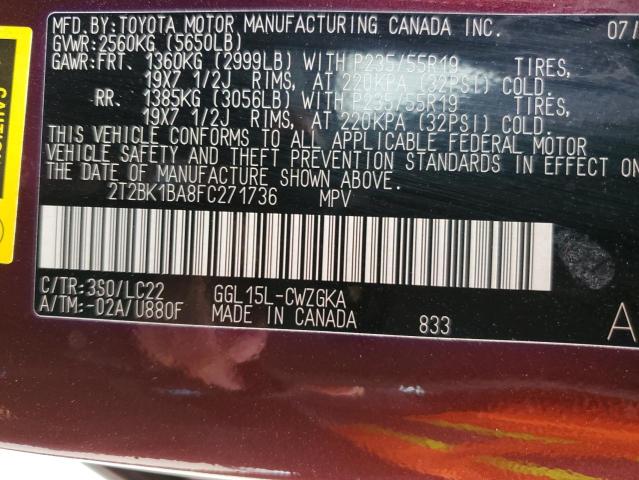 MFD.BY:TOYOTA MOTOR MANUFACTURING CANADA INC. 07/
GVWR:2560KG (5650LB)
GAWR:FRT. 1360KG (2999LB) WITH P235/55R19 TIRES,
19X7 1/2J RIMS, AT 220KPA (32PSI) COLD.
RR. 1385KG (3056LB) WITH P235/55R19 TIRES,
19X7 1/2J RIMS, AT 220KPA (32PSI) COLD.
THIS VEHICLE CONFORMS TO ALL APPLICABLE FEDERAL MOTOR
VEHICLE SAFETY AND THEFT PREVENTION STANDARDS IN EFFECT ON
THE DATE OF MANUFACTURE SHOWN ABOVE.
2T2BK1BA8FC271736 MPV
C/TR:3S0/LC22 GGL15L-CWZGKA
A/TM:-02A/U880F MADE IN CANADA 833 A